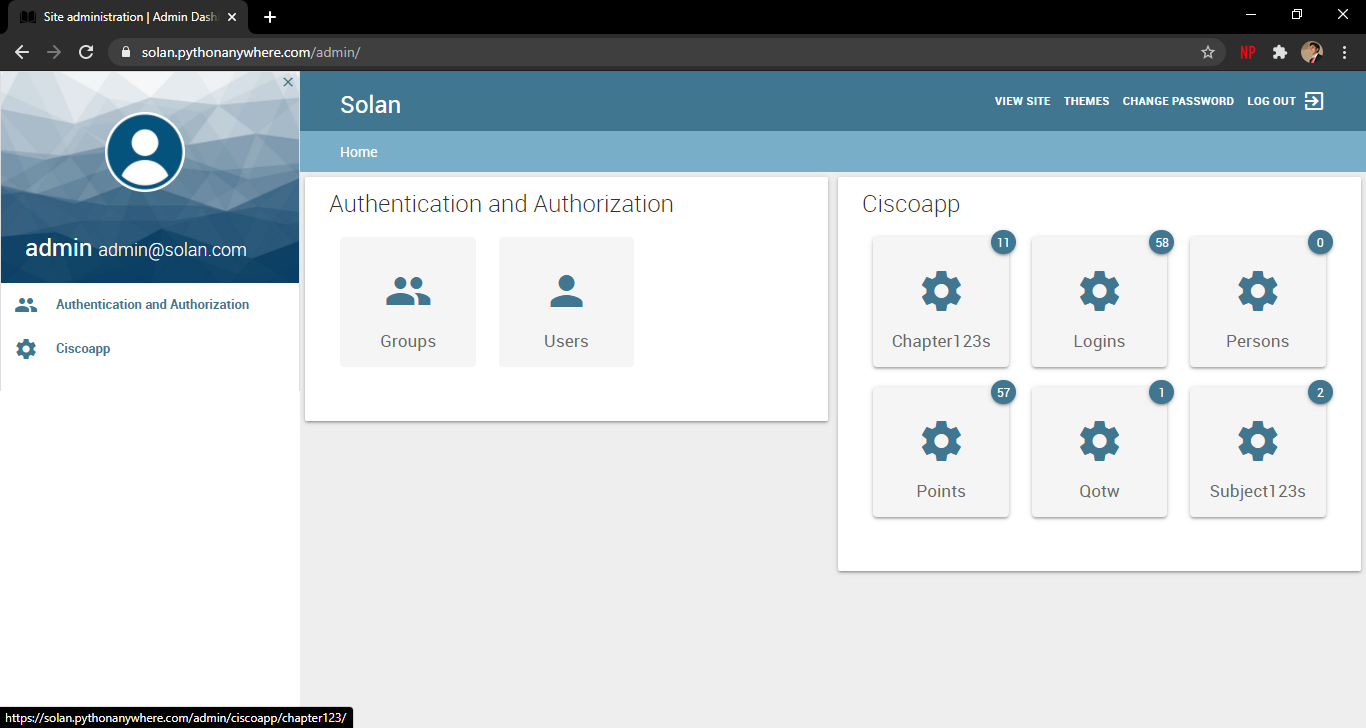 Site administration | Admin Dash
solan.pythonanywhere.com/admin/
NP
Solan
VIEW SITE THEMES CHANGE PASSWORD LOG OUT
Home
admin admin@solan.com
Authentication and Authorization
Ciscoapp
Authentication and Authorization
Groups
Users
Ciscoapp
11
Chapter123s
58
Logins
0
Persons
57
Points
1
Qotw
2
Subject123s
https://solan.pythonanywhere.com/admin/ciscoapp/chapter123/